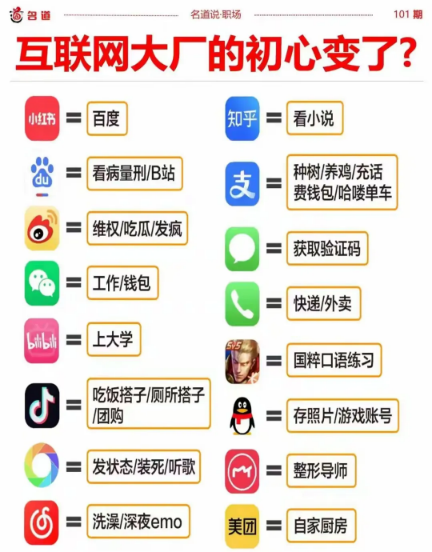 名道
名道说·职场
101 期
互联网大厂的初心变了?
小红书 = 百度
知乎 = 看小说
du = 看病量刑/B站
支 = 种树/养鸡/充话
费钱包/哈喽单车
= 维权/吃瓜/发疯
= 获取验证码
= 工作/钱包
= 快递/外卖
bilibili = 上大学
5V5 = 国粹口语练习
= 吃饭搭子/厕所搭子
/团购
= 存照片/游戏账号
= 发状态/装死/听歌
= 整形导师
= 洗澡/深夜emo
美团 = 自家厨房